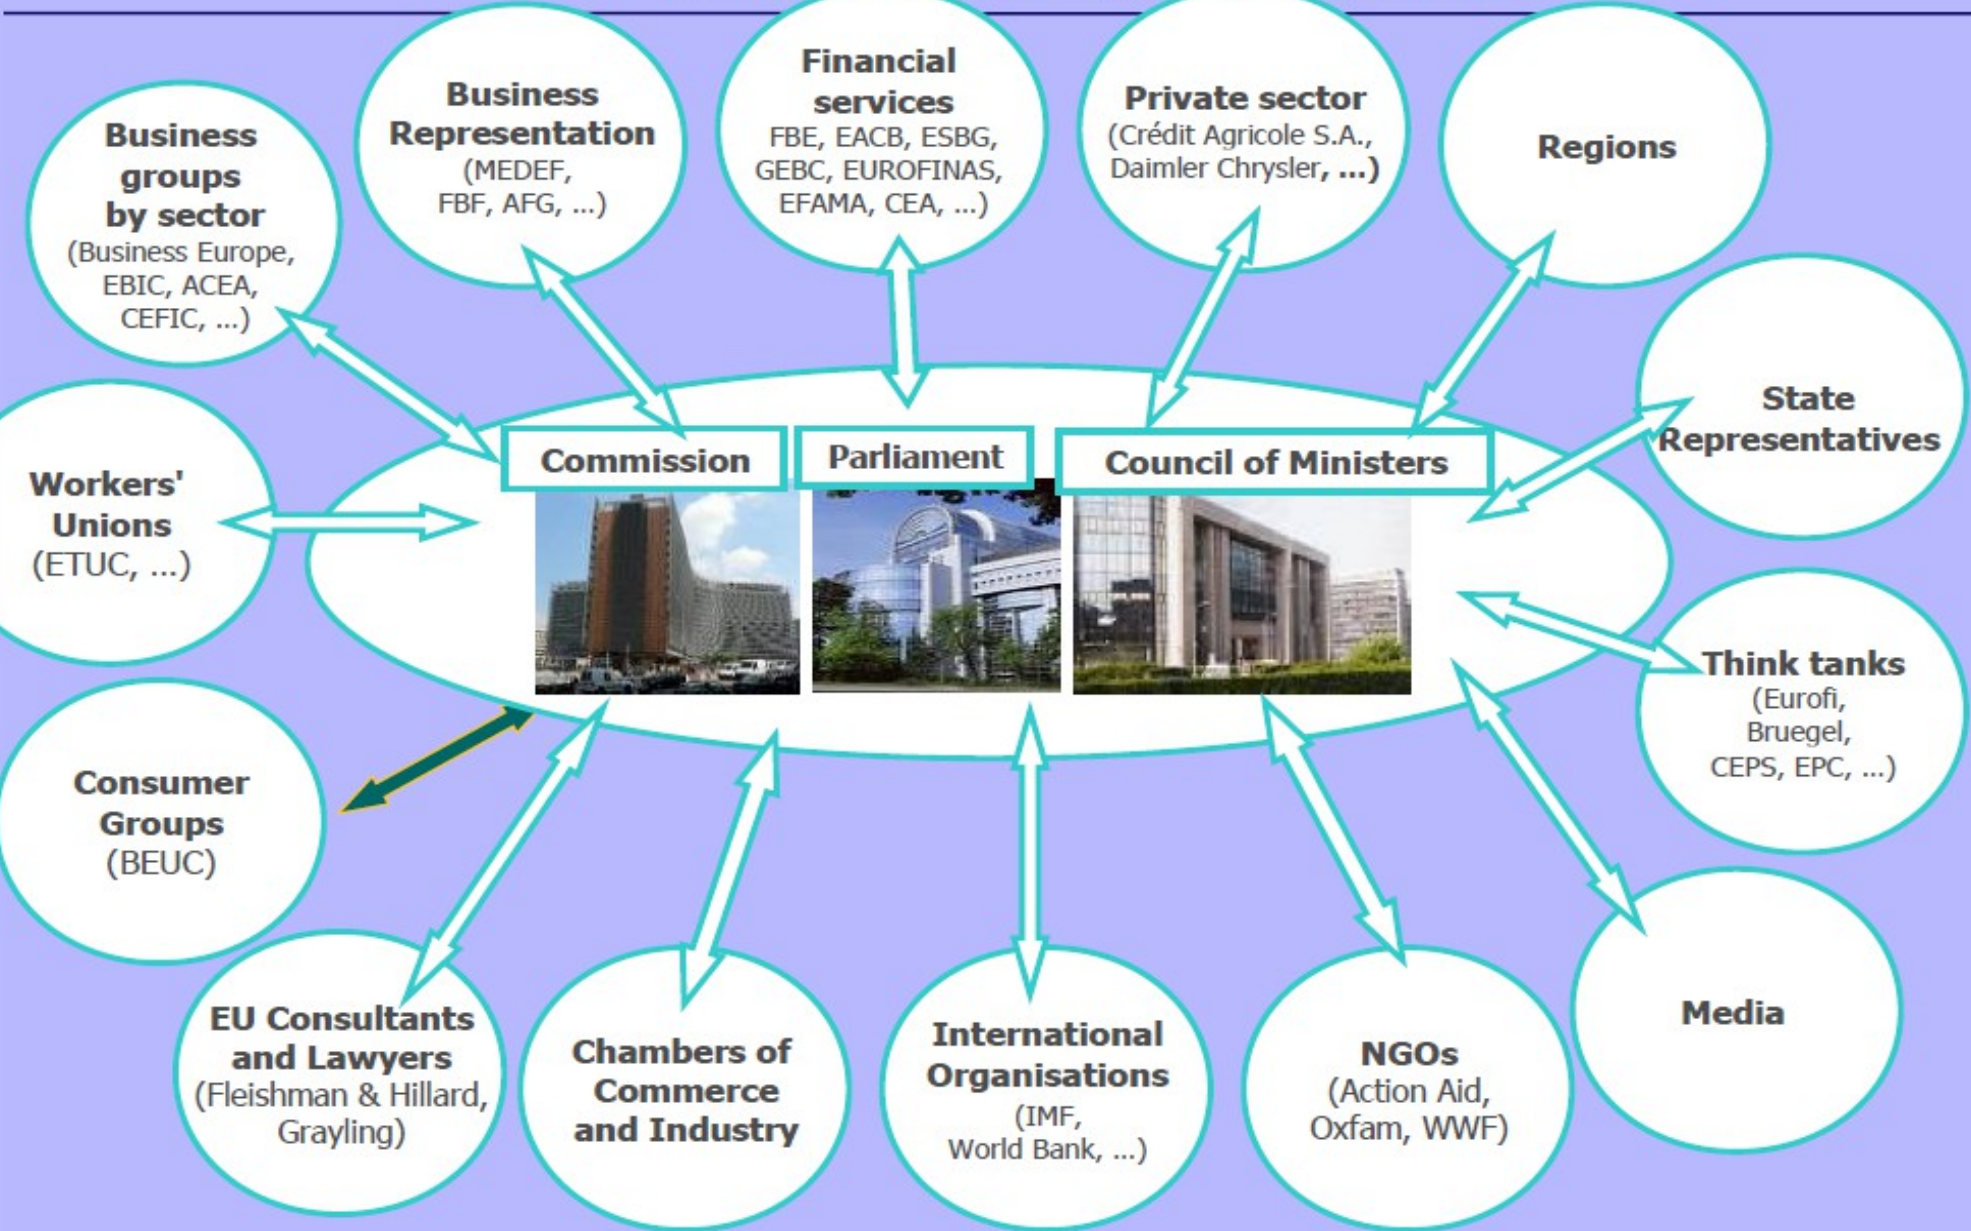 Business
groups
by sector
(Business Europe,
EBIC, ACEA,
CEFIC, ...)
Business
Representation
(MEDEF,
FBF, AFG, ...)
Financial
services
FBE, EACB, ESBG,
GEBC, EUROFINAS,
EFAMA, CEA, ...)
Private sector
(Crédit Agricole S.A.,
Daimler Chrysler, ...)
Regions
State
Representatives
Workers'
Unions
(ETUC, ...)
Commission
Parliament
Council of Ministers
Think tanks
(Eurofi,
Bruegel,
CEPS, EPC, ...)
Consumer
Groups
(BEUC)
EU Consultants
and Lawyers
(Fleishman & Hillard,
Grayling)
Chambers of
Commerce
and Industry
International
Organisations
(IMF,
World Bank, ...)
NGOs
(Action Aid,
Oxfam, WWF)
Media